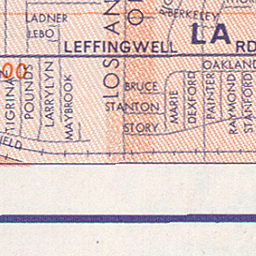 LADNER
LEBO
BERKELEY
LEFFINGWELL
LA
RD
LOS
OAKLAND
00
TIGRINA
POUNDS
LARRYLYN
MAYBROOK
BRUCE
STANTON
STORY
MARIE
DEXFORD
PAINTER
RAYMOND
STANFORD